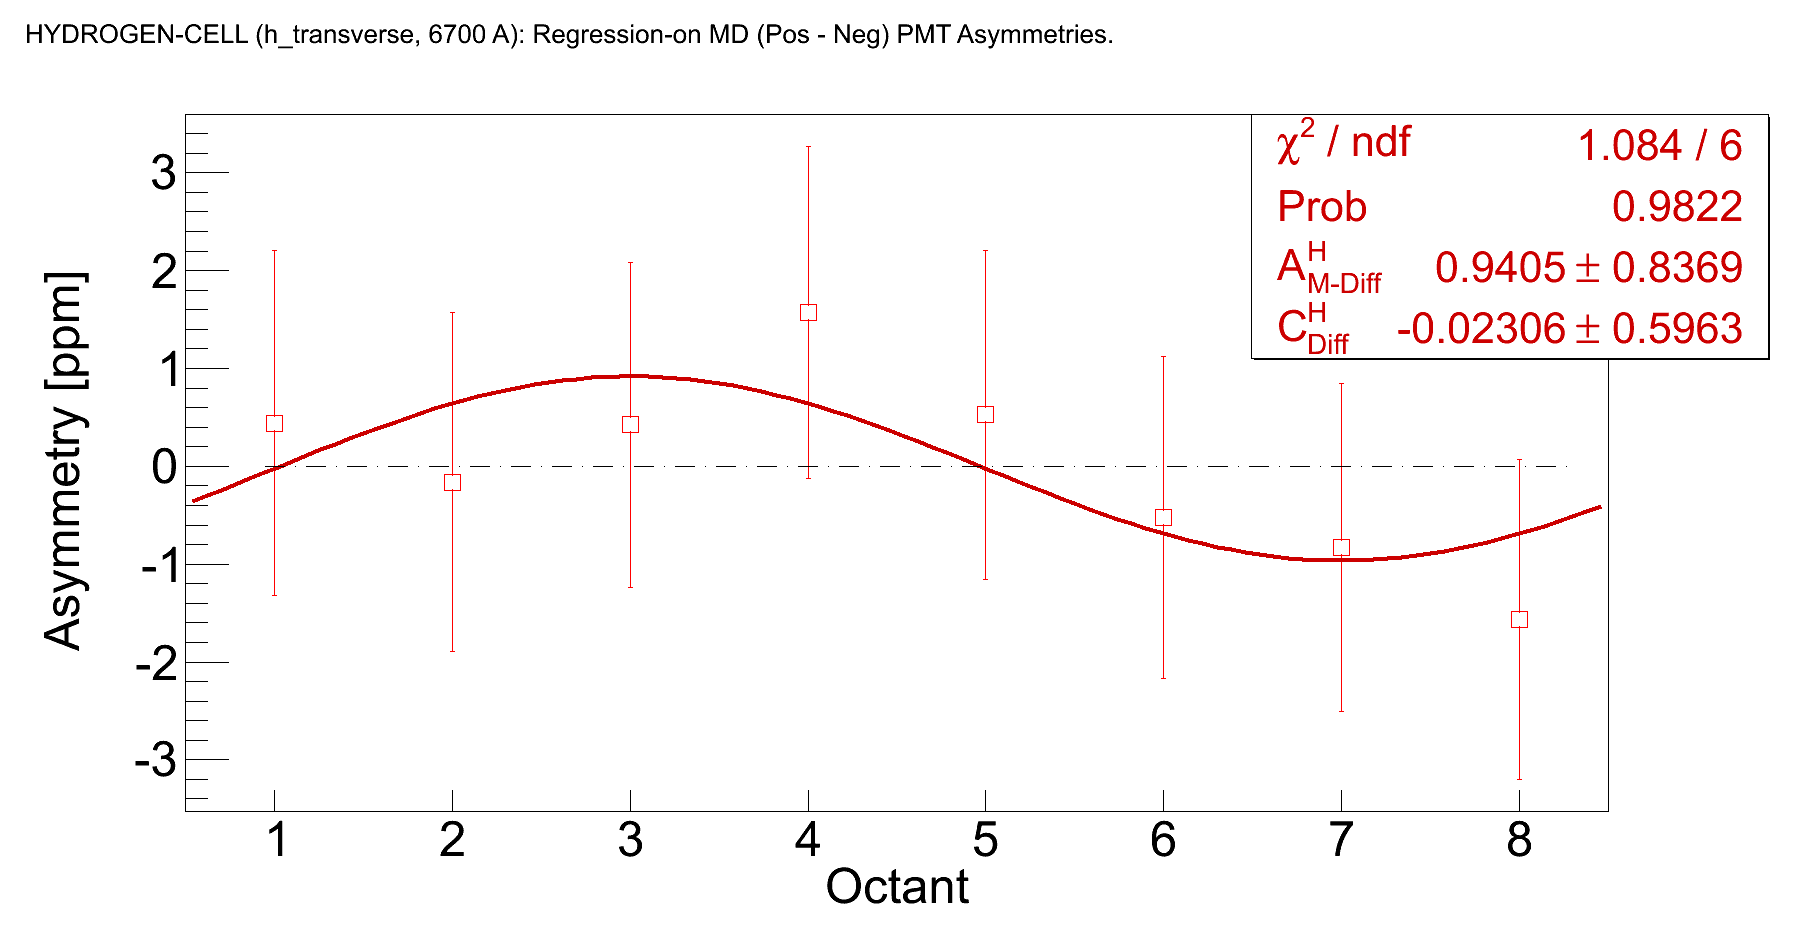 HYDROGEN-CELL (h_transverse, 6700 A): Regression-on MD (Pos - Neg) PMT Asymmetries.
χ² / ndf 1.084 / 6
Prob 0.9822
A^H_M-Diff 0.9405 ± 0.8369
C^H_Diff -0.02306 ± 0.5963
Asymmetry [ppm]
3
2
1
0
-1
-2
-3
1 2 3 4 5 6 7 8
Octant